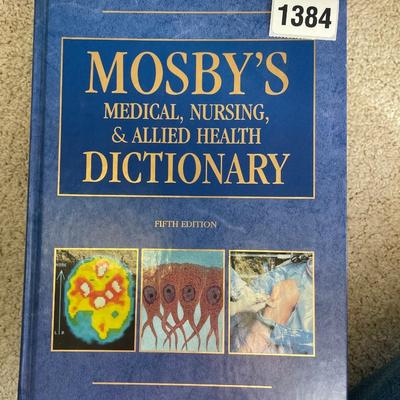 1384
MOSBY'S
MEDICAL, NURSING,
& ALLIED HEALTH
DICTIONARY
FIFTH EDITION